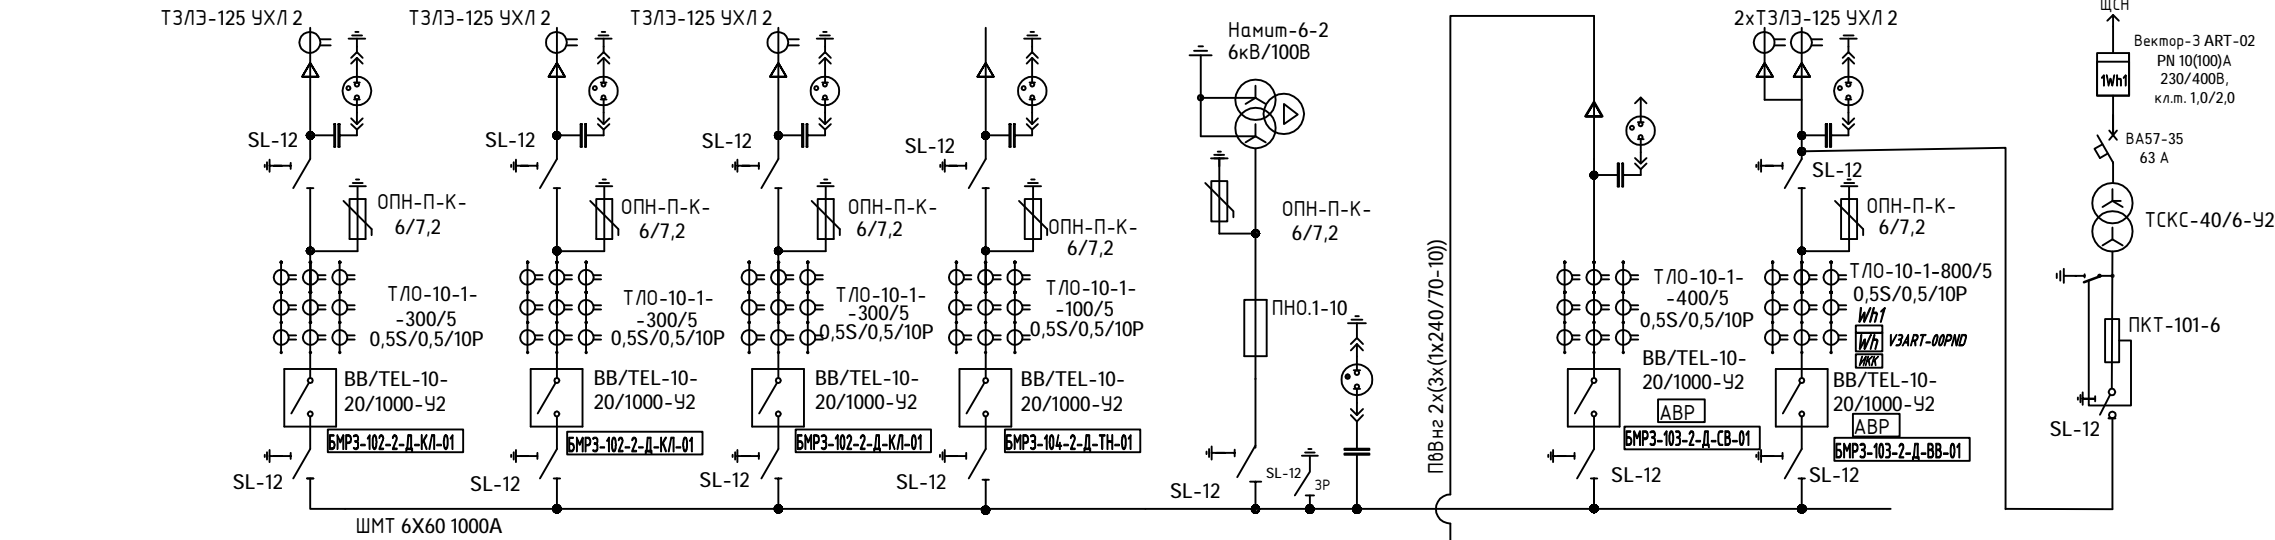 ТЗЛЭ-125 УХЛ 2
ТЗЛЭ-125 УХЛ 2
ТЗЛЭ-125 УХЛ 2
Намит-6-2
6кВ/100В
2хТЗЛЭ-125 УХЛ 2
ЩСН
Вектор-3 ART-02
PN 10(100)А
230/400В,
кл.т. 1,0/2,0
1Wh1
ВА57-35
63 А
SL-12
SL-12
SL-12
SL-12
SL-12
ОПН-П-К-
6/7,2
ОПН-П-К-
6/7,2
ОПН-П-К-
6/7,2
ОПН-П-К-
6/7,2
ОПН-П-К-
6/7,2
ОПН-П-К-
6/7,2
ТСКС-40/6-У2
ТЛО-10-1-
-300/5
0,5S/0,5/10Р
ТЛО-10-1-
-300/5
0,5S/0,5/10Р
ТЛО-10-1-
-300/5
0,5S/0,5/10Р
ТЛО-10-1-
-100/5
0,5S/0,5/10Р
ПНО.1-10
ПвВнг 2х(3х(1х240/70-10))
ТЛО-10-1-
-400/5
0,5S/0,5/10Р
ТЛО-10-1-800/5
0,5S/0,5/10Р
Wh1
Wh
V3ART-00PND
ИКК
ПКТ-101-6
ВВ/TEL-10-
20/1000-У2
ВВ/TEL-10-
20/1000-У2
ВВ/TEL-10-
20/1000-У2
ВВ/TEL-10-
20/1000-У2
ВВ/TEL-10-
20/1000-У2
ВВ/TEL-10-
20/1000-У2
АВР
АВР
БМРЗ-102-2-Д-КЛ-01
БМРЗ-102-2-Д-КЛ-01
БМРЗ-102-2-Д-КЛ-01
БМРЗ-104-2-Д-ТН-01
БМРЗ-103-2-Д-СВ-01
БМРЗ-103-2-Д-ВВ-01
SL-12
SL-12
SL-12
SL-12
SL-12
SL-12
ЗР
SL-12
SL-12
SL-12
ШМТ 6Х60 1000А